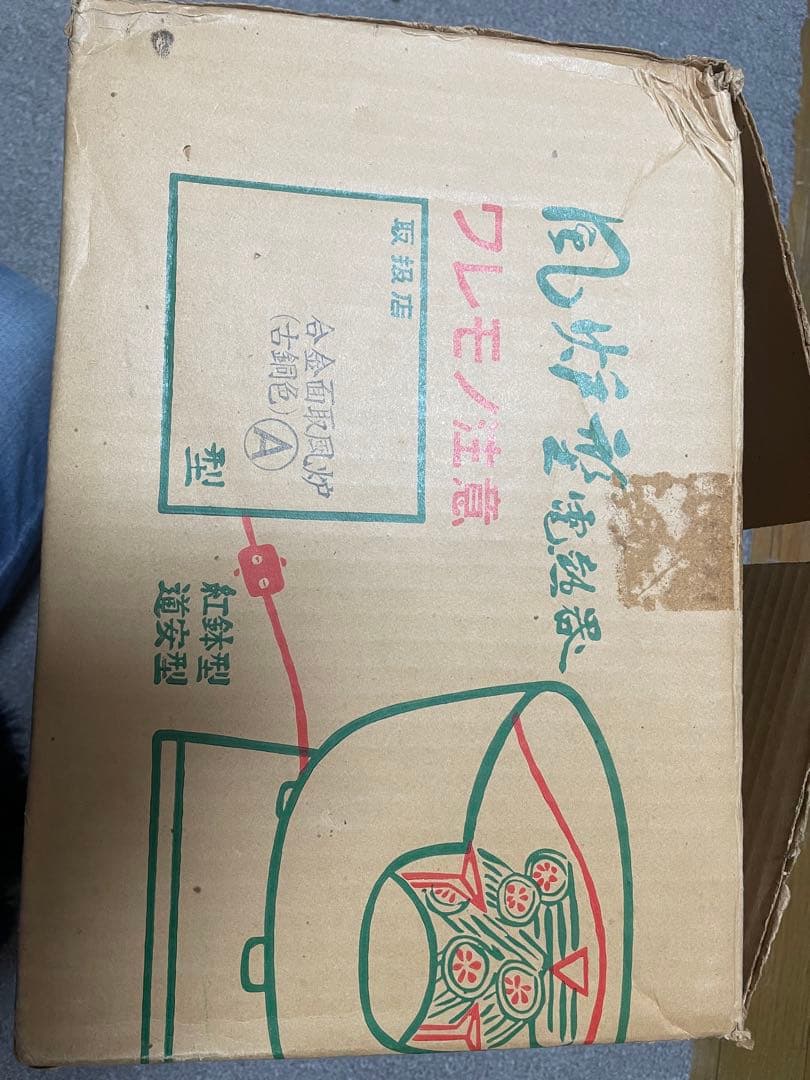 風炉型電熱器
ワレモノ注意
取扱店
合金面取風炉
(古銅色)Ⓐ
型
紅鉢型
道安型